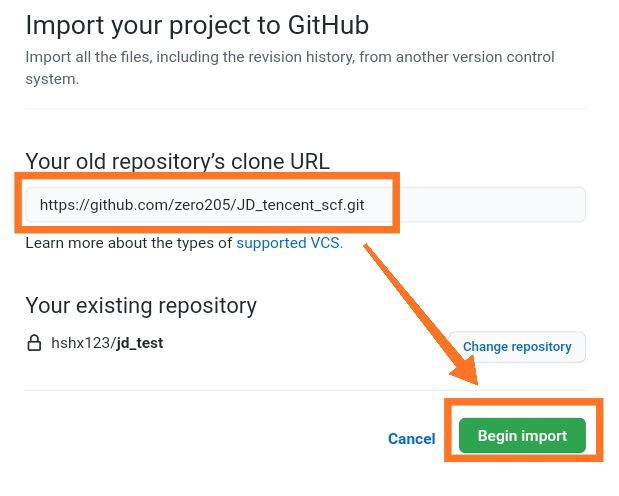 Import your project to GitHub
Import all the files, including the revision history, from another version control
system.
Your old repository’s clone URL
https://github.com/zero205/JD_tencent_scf.git
Learn more about the types of supported VCS.
Your existing repository
hshx123/jd_test
Change repository
Cancel
Begin import